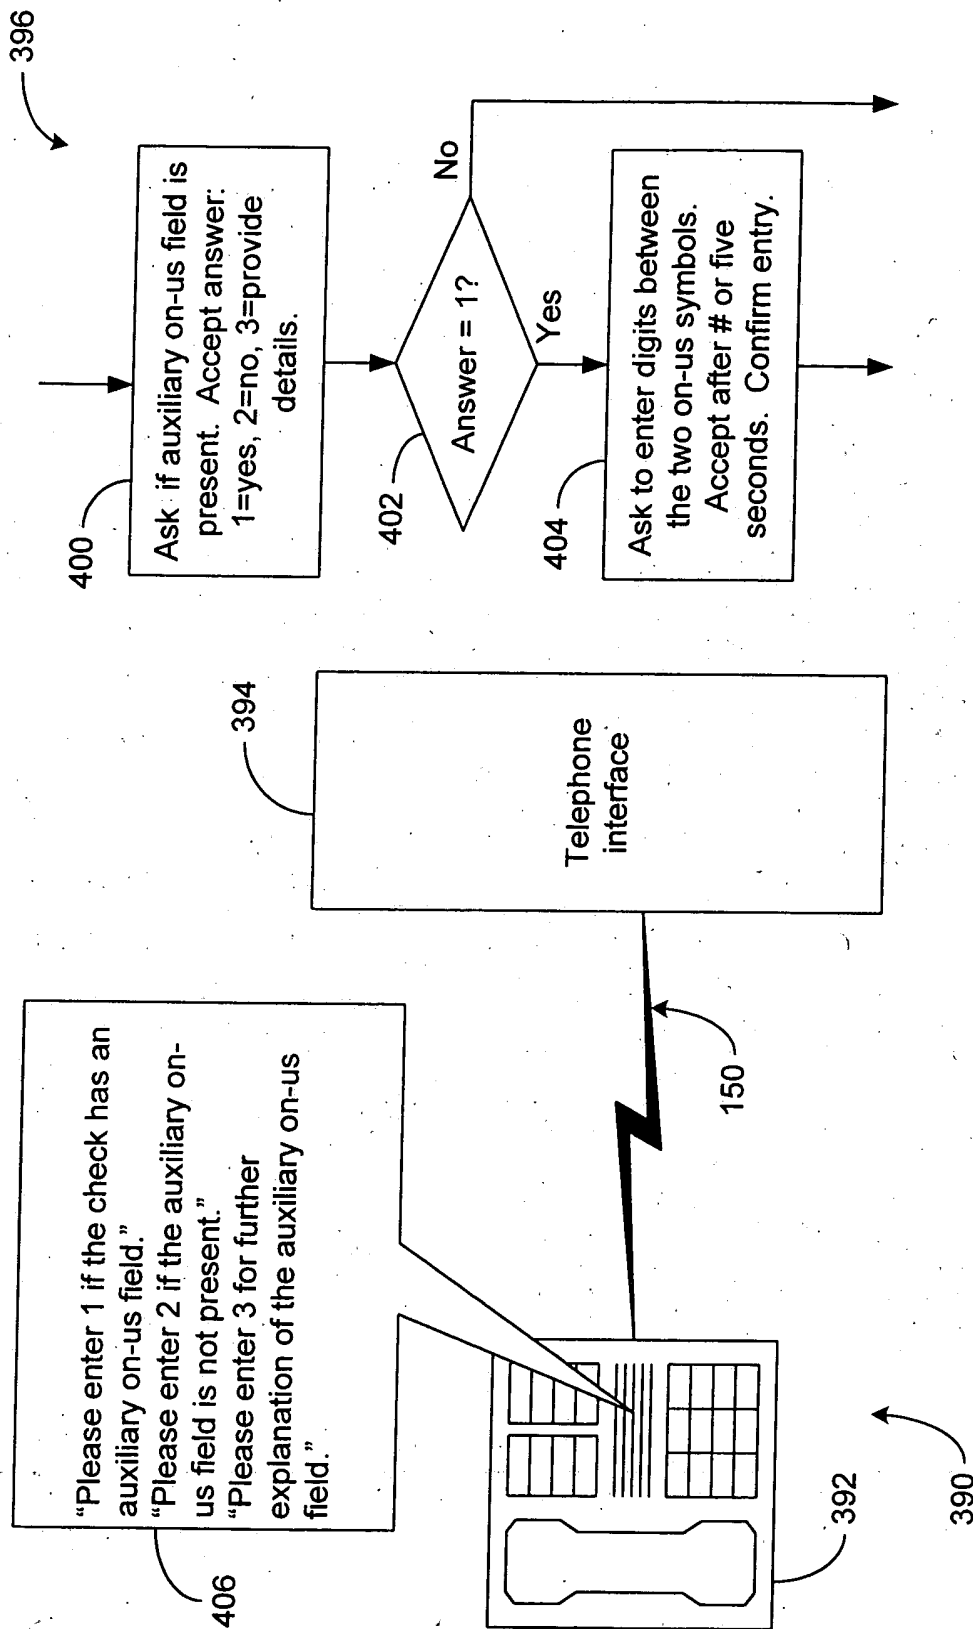 406
“Please enter 1 if the check has an
auxiliary on-us field.”
“Please enter 2 if the auxiliary on-
us field is not present.”
“Please enter 3 for further
explanation of the auxiliary on-us
field.”
392
390
150
394
Telephone
interface
396
400
Ask if auxiliary on-us field is
present. Accept answer:
1=yes, 2=no, 3=provide
details.
402
Answer = 1?
No
Yes
404
Ask to enter digits between
the two on-us symbols.
Accept after # or five
seconds. Confirm entry.